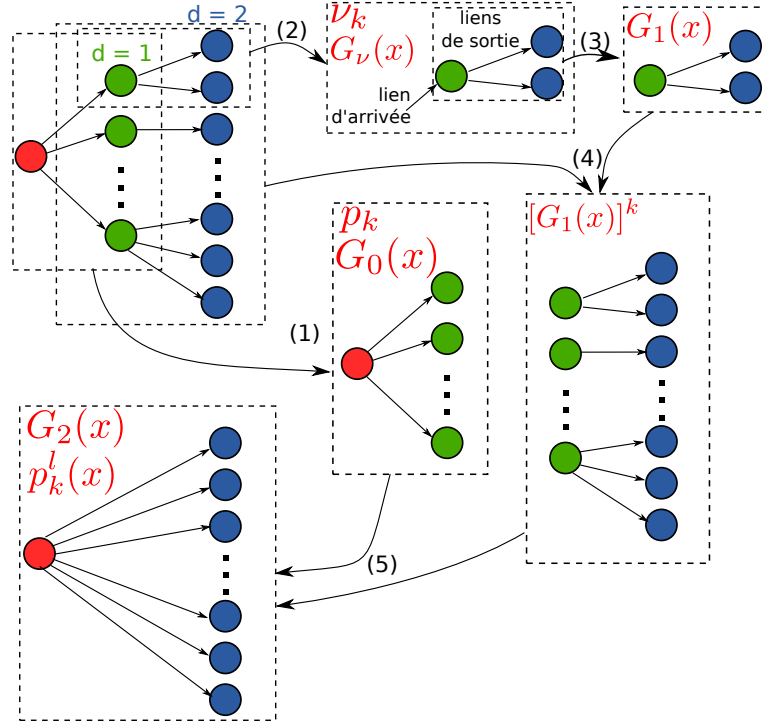 d = 2
d = 1
(2)
ν_k
G_ν(x)
liens
de sortie
lien
d'arrivée
(3)
G_1(x)
(4)
[G_1(x)]^k
p_k
G_0(x)
(1)
G_2(x)
p_k^l(x)
(5)